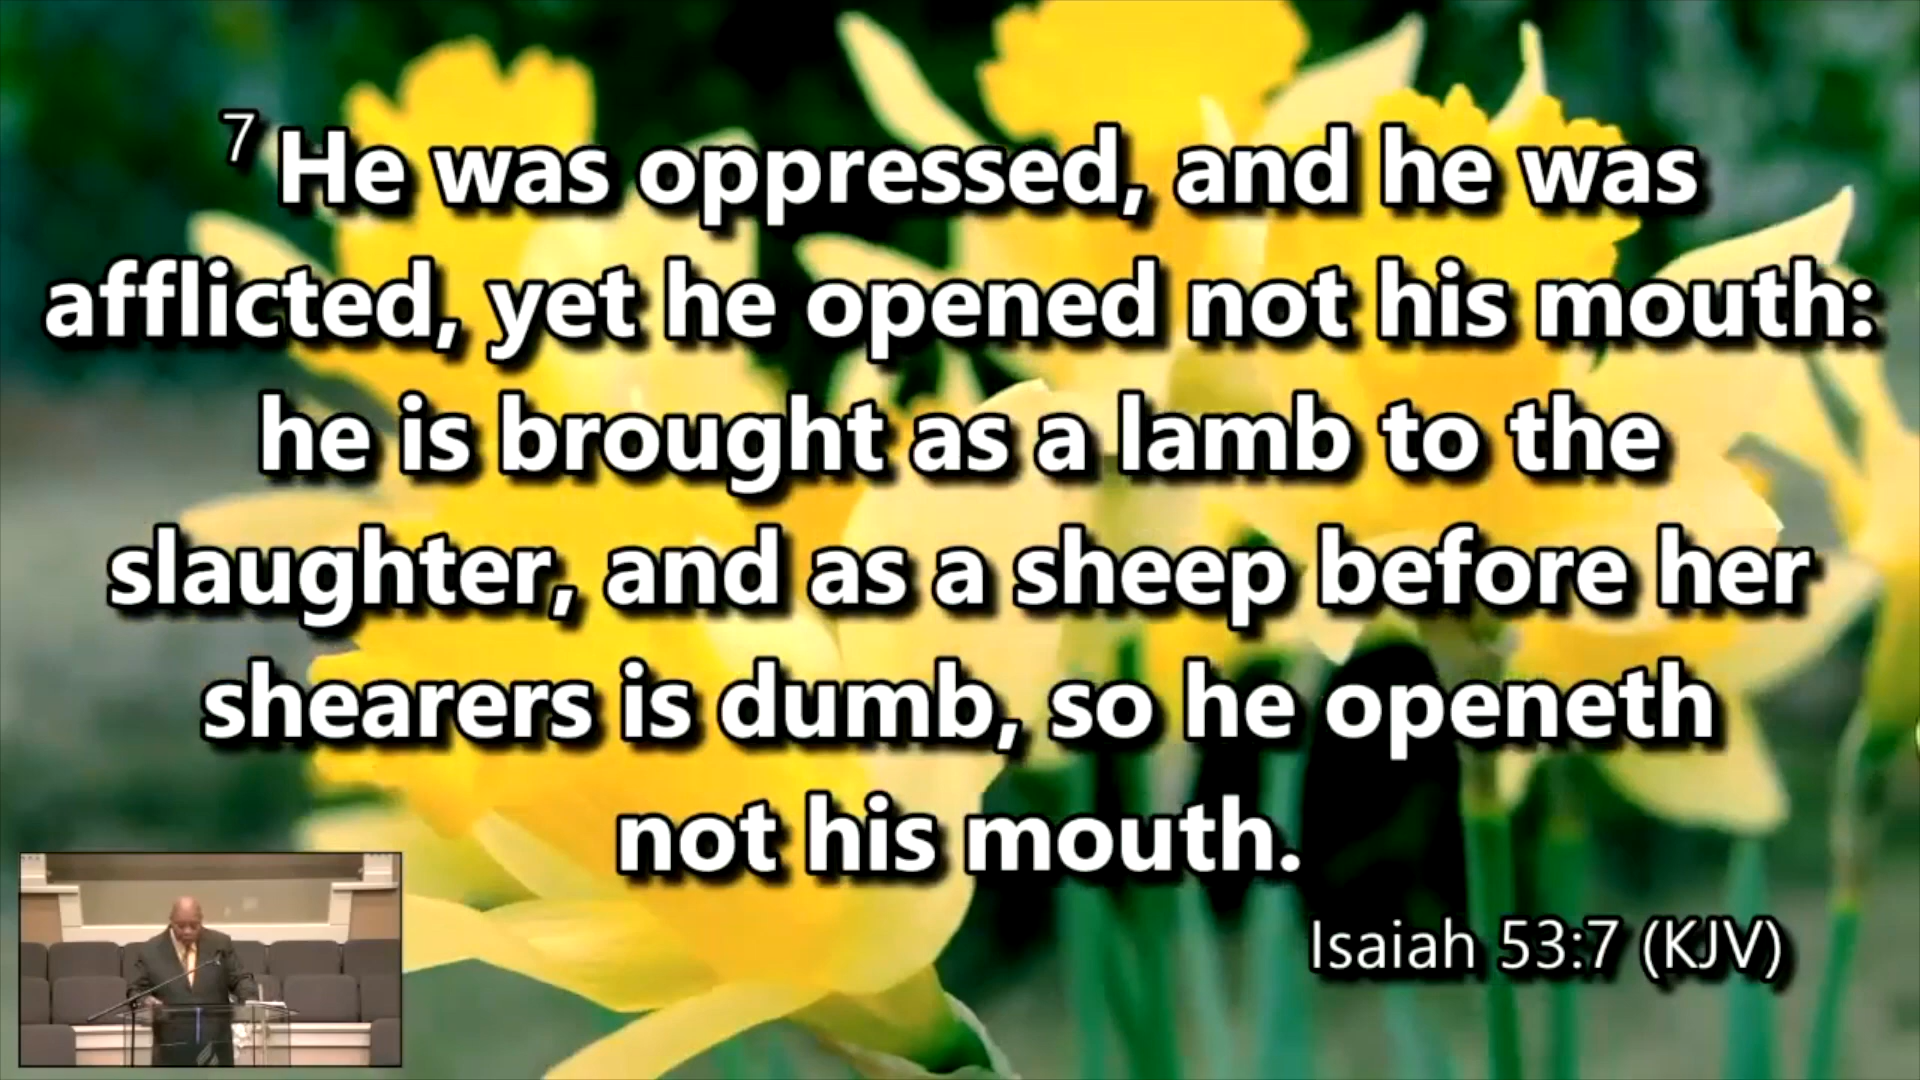 7 He was oppressed, and he was
afflicted, yet he opened not his mouth:
he is brought as a lamb to the
slaughter, and as a sheep before her
shearers is dumb, so he openeth
not his mouth.
Isaiah 53:7 (KJV)